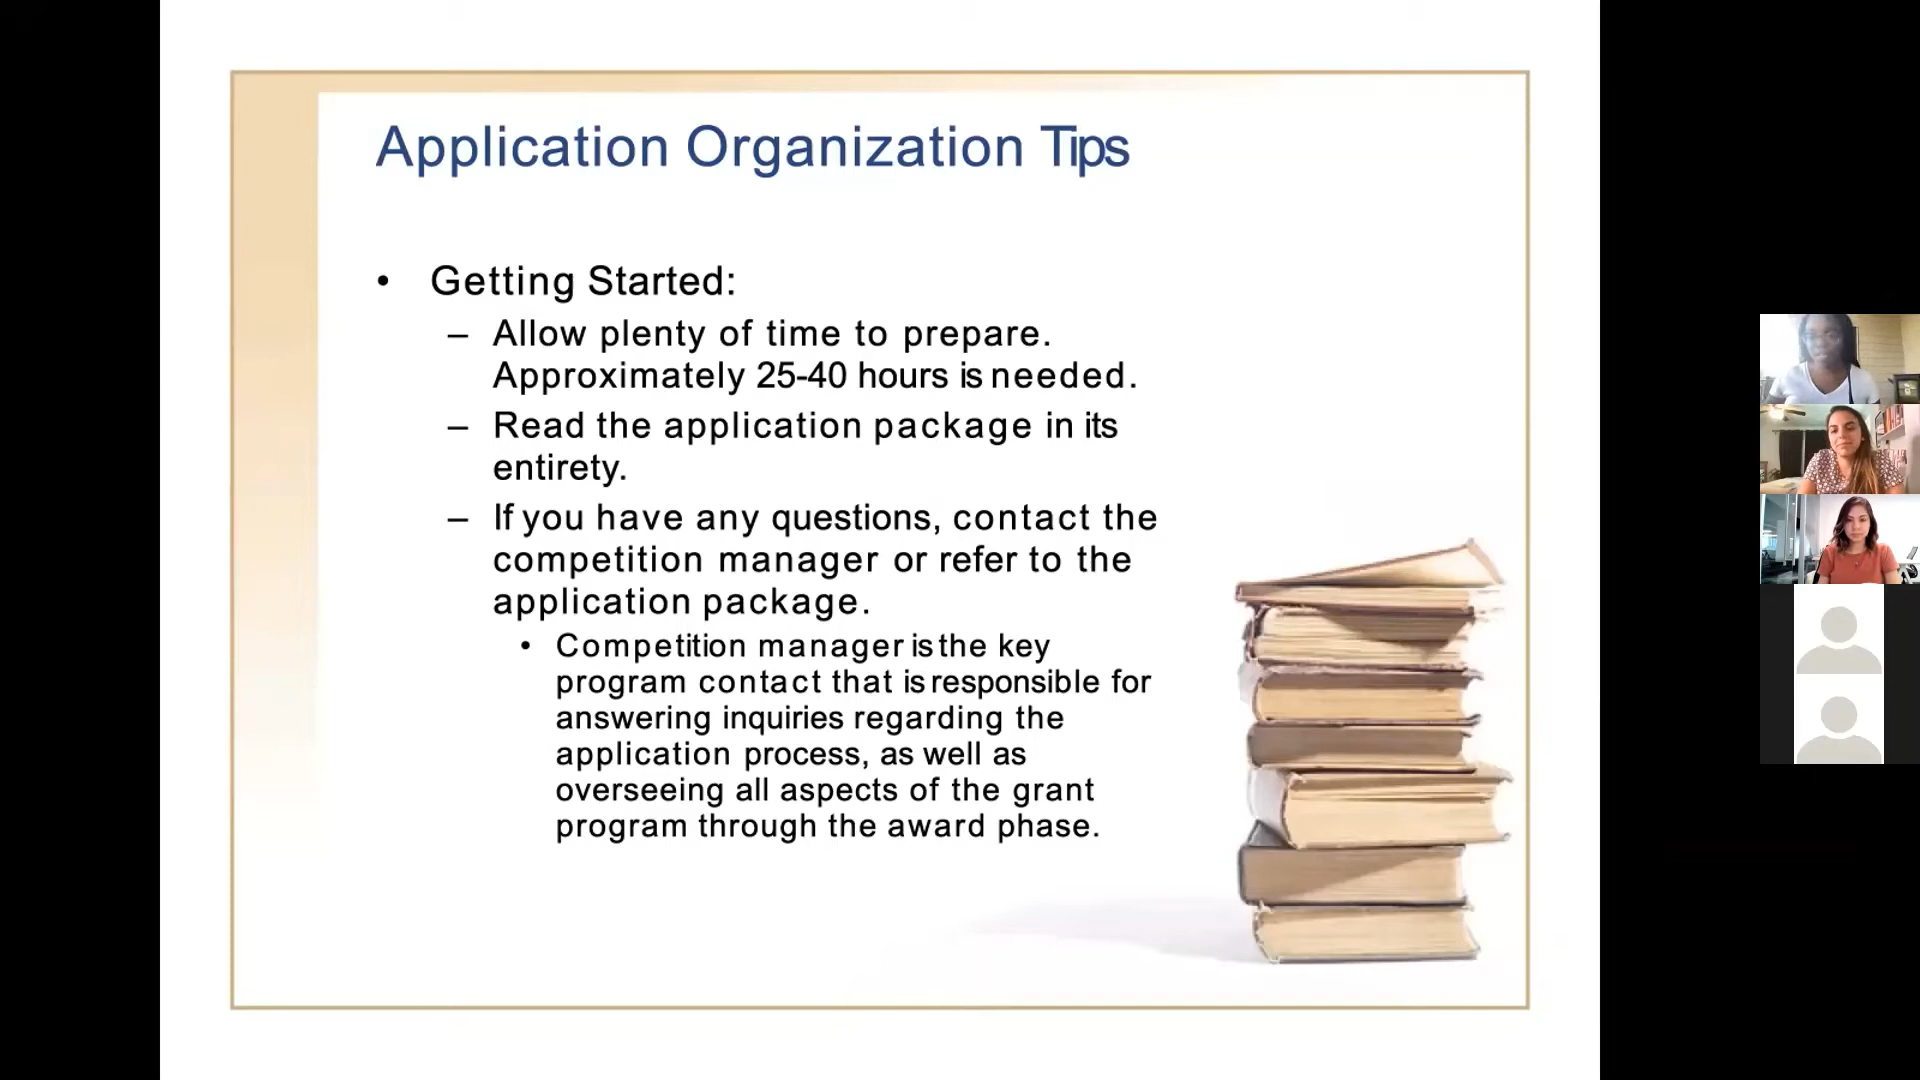 Application Organization Tips
• Getting Started:
– Allow plenty of time to prepare.
Approximately 25-40 hours is needed.
– Read the application package in its
entirety.
– If you have any questions, contact the
competition manager or refer to the
application package.
• Competition manager is the key
program contact that is responsible for
answering inquiries regarding the
application process, as well as
overseeing all aspects of the grant
program through the award phase.